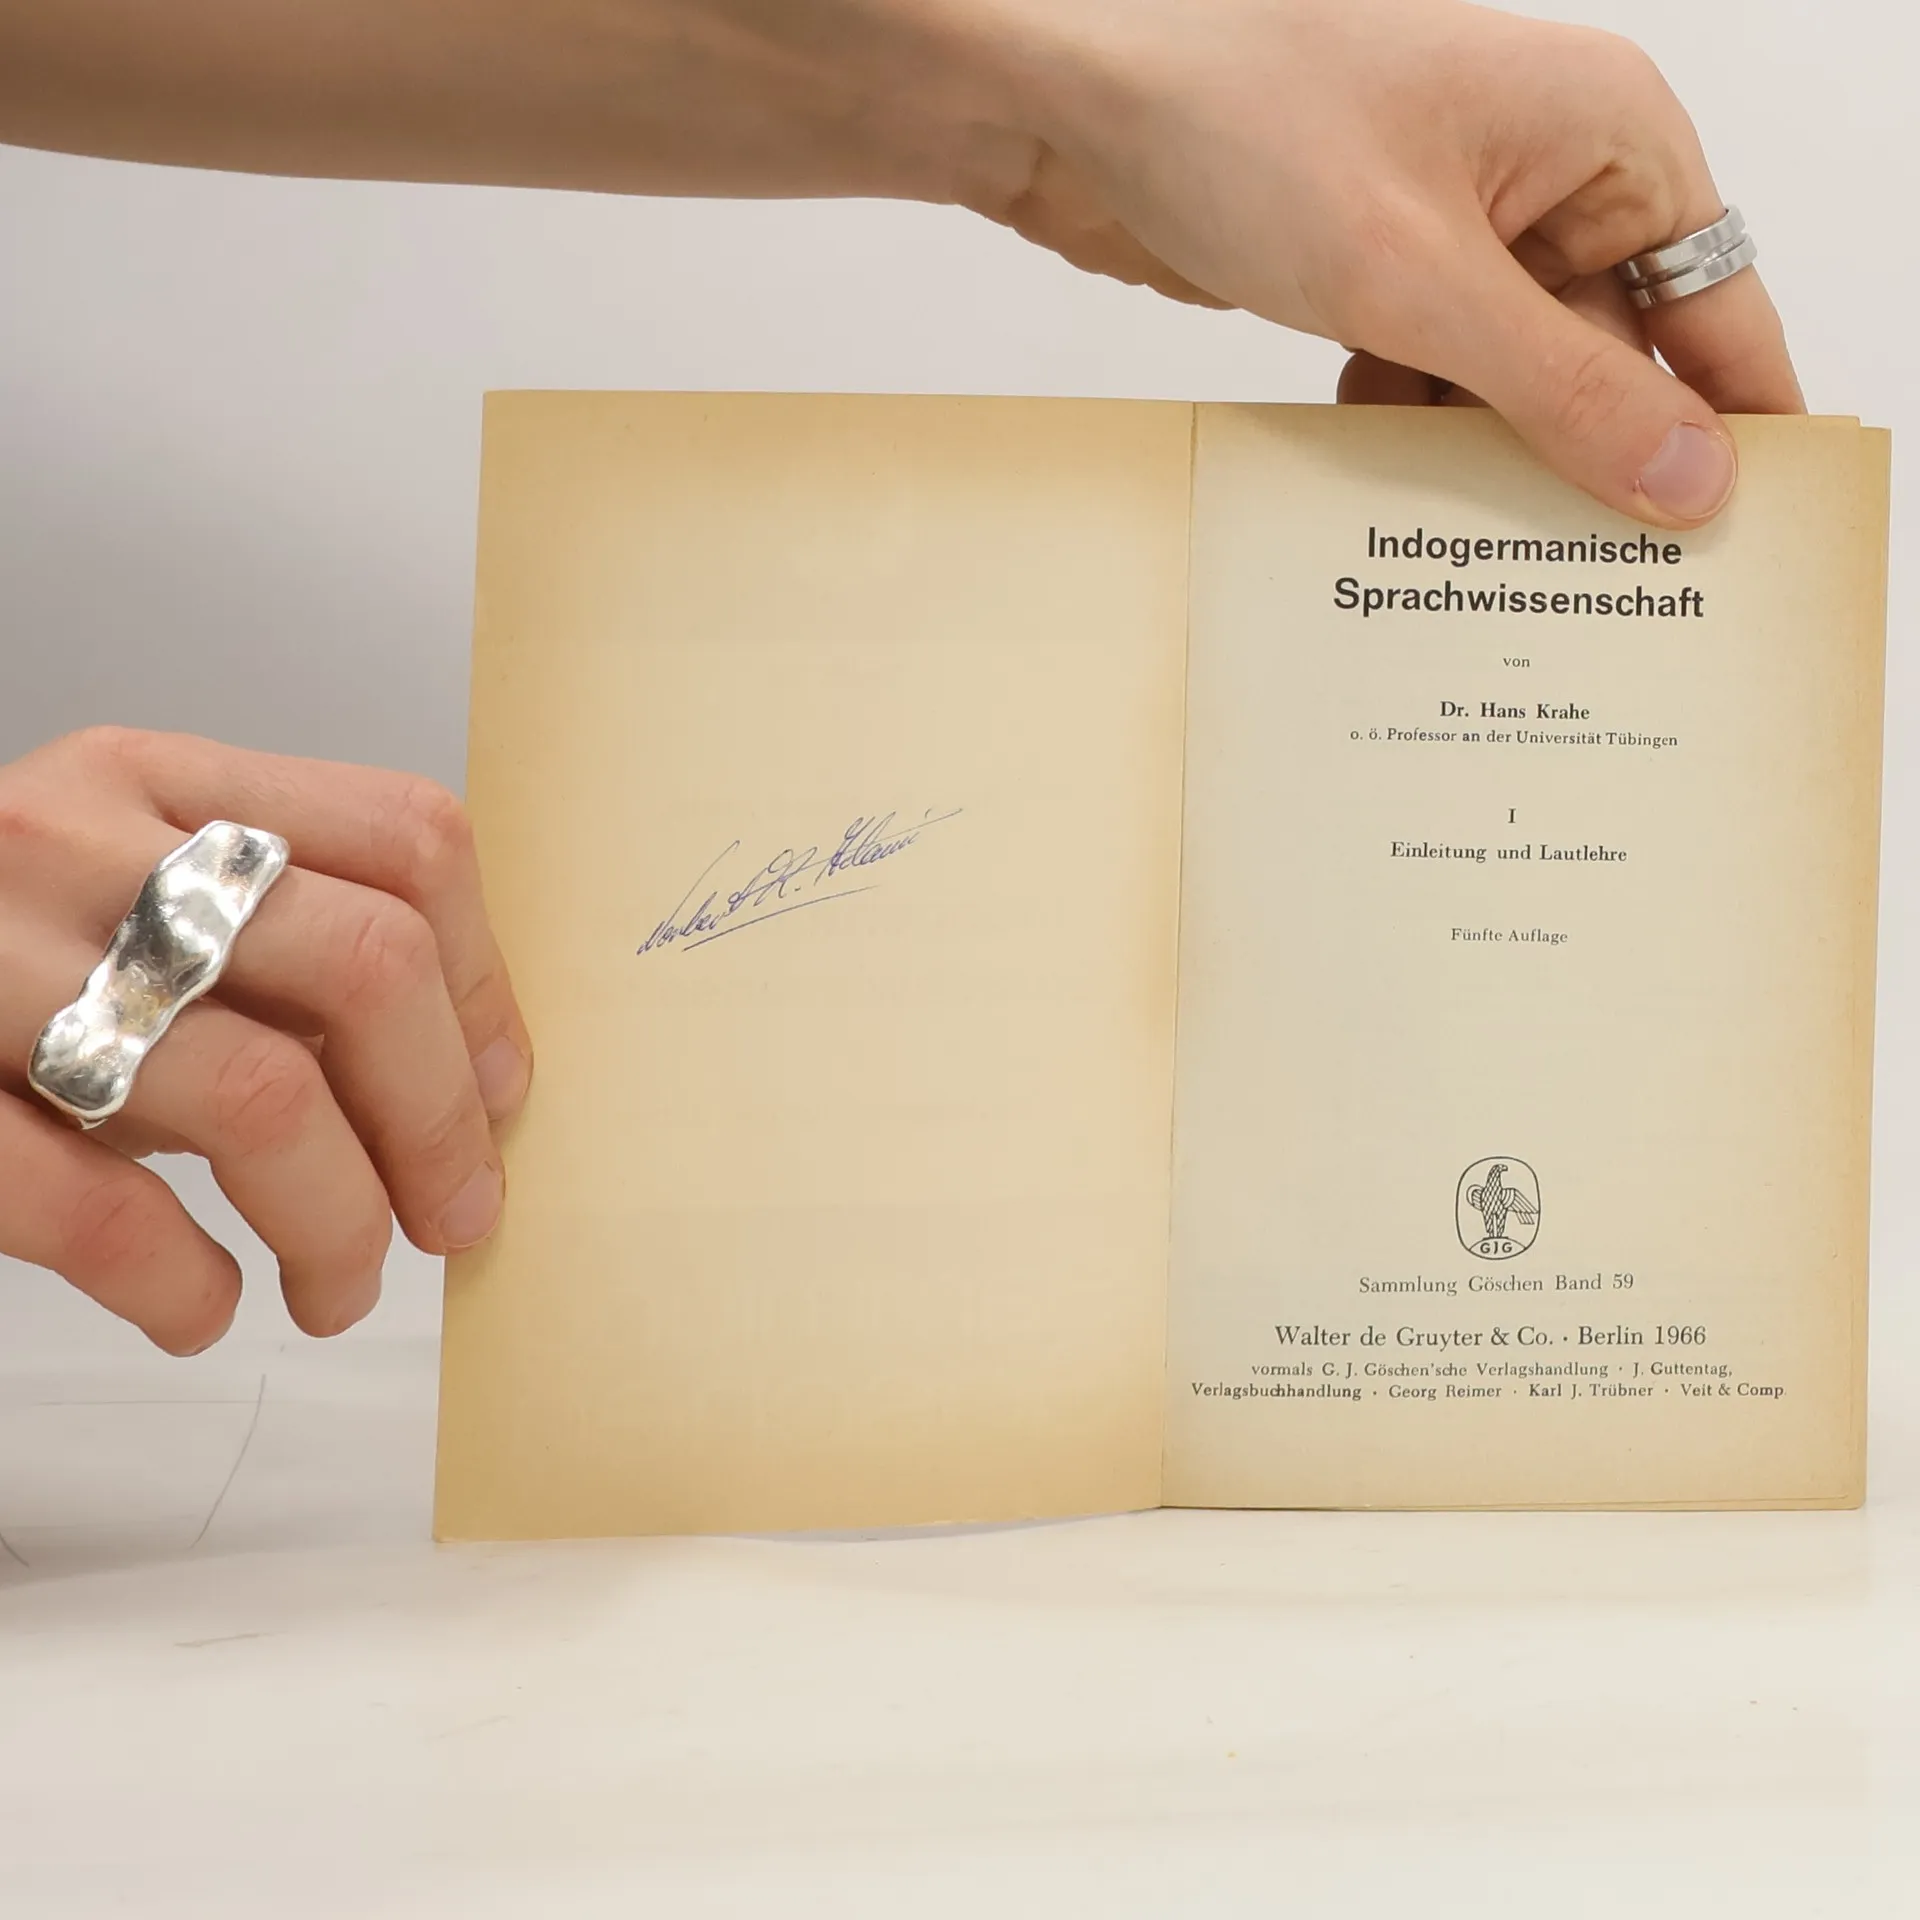 Norbert R. Adami
Indogermanische
Sprachwissenschaft
von
Dr. Hans Krahe
o. ö. Professor an der Universität Tübingen
I
Einleitung und Lautlehre
Fünfte Auflage
GJG
Sammlung Göschen Band 59
Walter de Gruyter & Co. · Berlin 1966
vormals G. J. Göschen'sche Verlagshandlung · J. Guttentag,
Verlagsbuchhandlung · Georg Reimer · Karl J. Trübner · Veit & Comp.